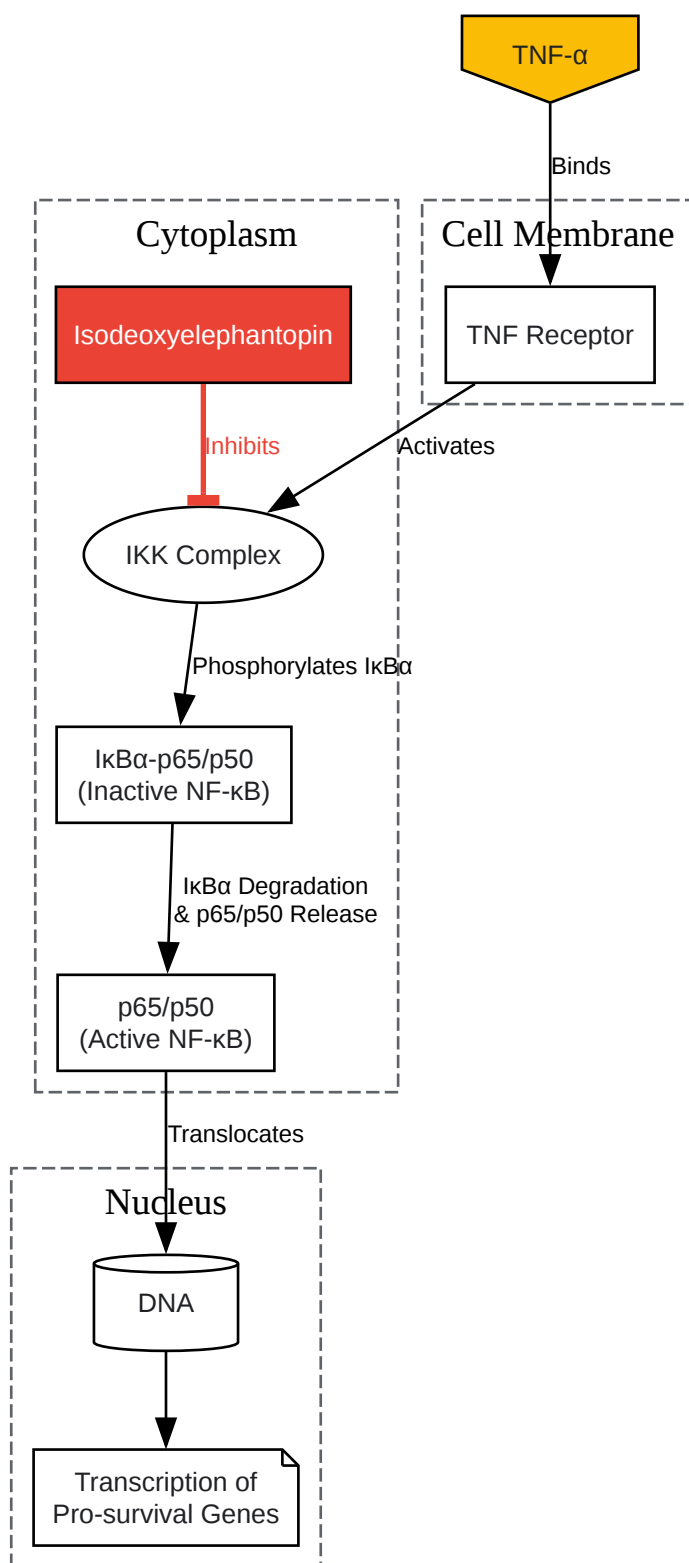 TNF-α
Binds
Cytoplasm
Cell Membrane
Isodeoxyelephantopin
TNF Receptor
Inhibits
Activates
IKK Complex
Phosphorylates IκBα
IκBα-p65/p50
(Inactive NF-κB)
IκBα Degradation
& p65/p50 Release
p65/p50
(Active NF-κB)
Translocates
Nucleus
DNA
Transcription of
Pro-survival Genes